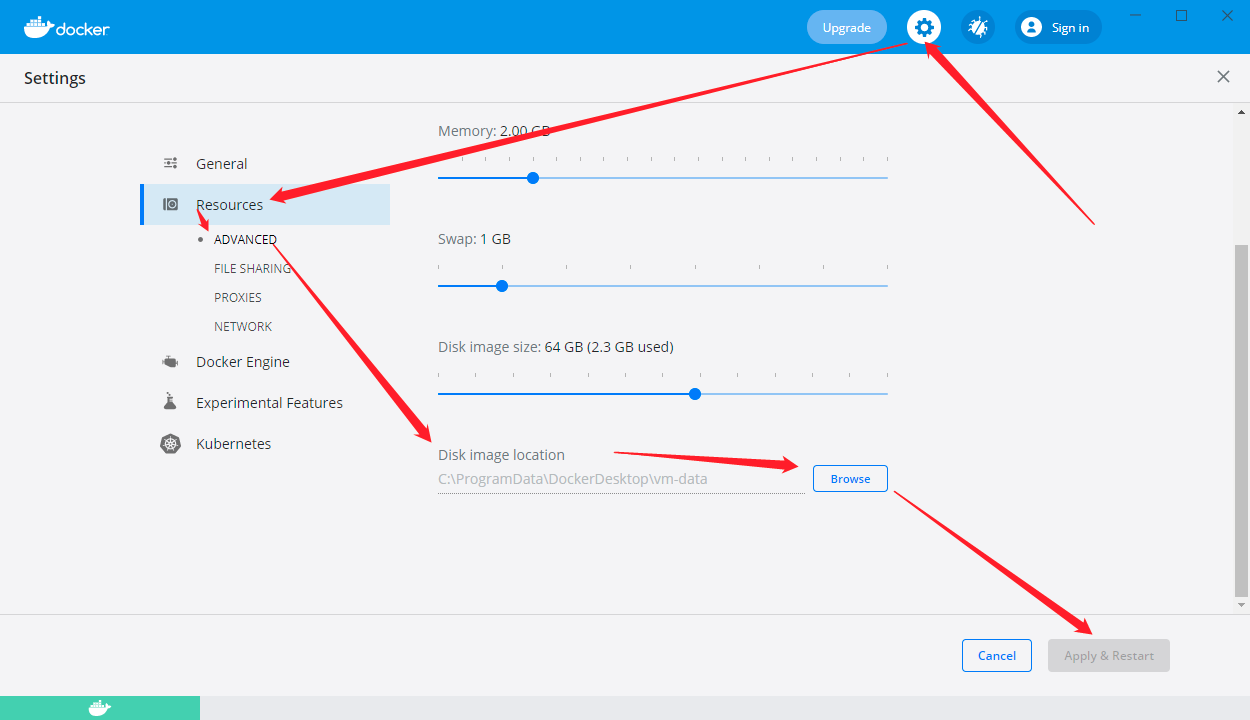 docker
Upgrade
Sign in
Settings
General
Resources
ADVANCED
FILE SHARING
PROXIES
NETWORK
Docker Engine
Experimental Features
Kubernetes
Memory: 2.00 GB
Swap: 1 GB
Disk image size: 64 GB (2.3 GB used)
Disk image location
C:\ProgramData\DockerDesktop\vm-data
Browse
Cancel
Apply & Restart